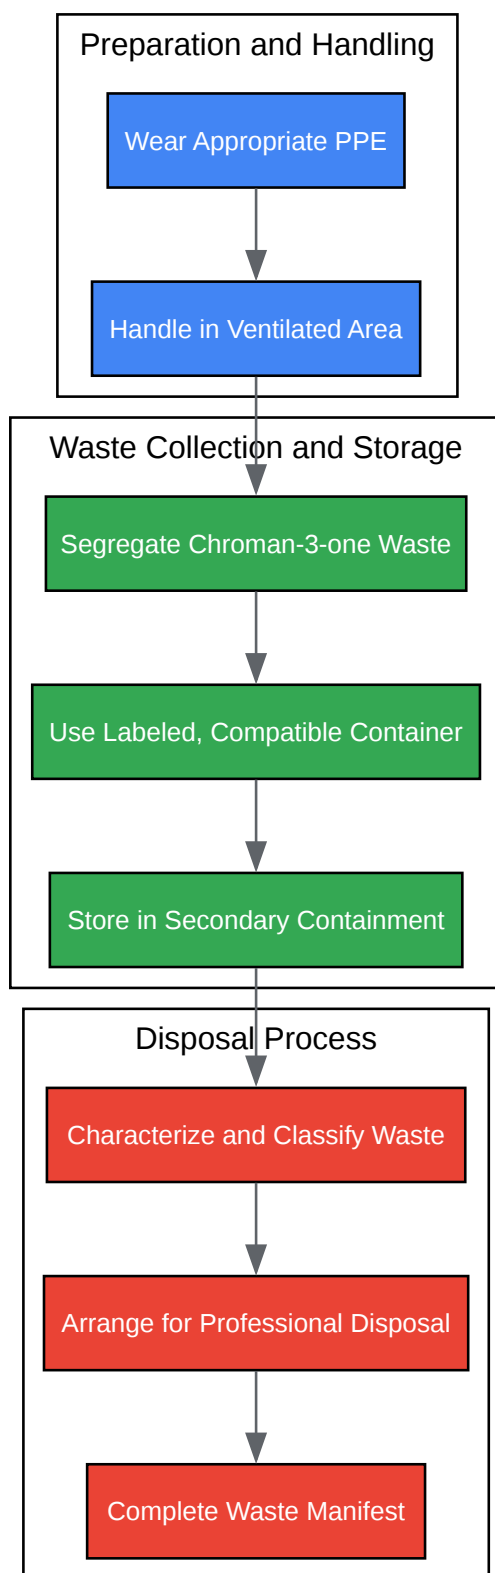 Preparation and Handling
Wear Appropriate PPE
Handle in Ventilated Area
Waste Collection and Storage
Segregate Chroman-3-one Waste
Use Labeled, Compatible Container
Store in Secondary Containment
Disposal Process
Characterize and Classify Waste
Arrange for Professional Disposal
Complete Waste Manifest